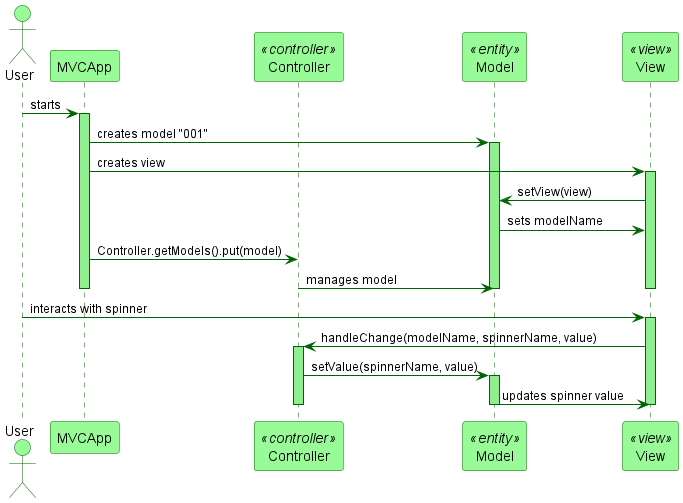 «controller»
«entity»
«view»
User
MVCApp
Controller
Model
View
starts
creates model "001"
creates view
setView(view)
sets modelName
Controller.getModels().put(model)
manages model
interacts with spinner
handleChange(modelName, spinnerName, value)
setValue(spinnerName, value)
updates spinner value
User
MVCApp
«controller»
Controller
«entity»
Model
«view»
View